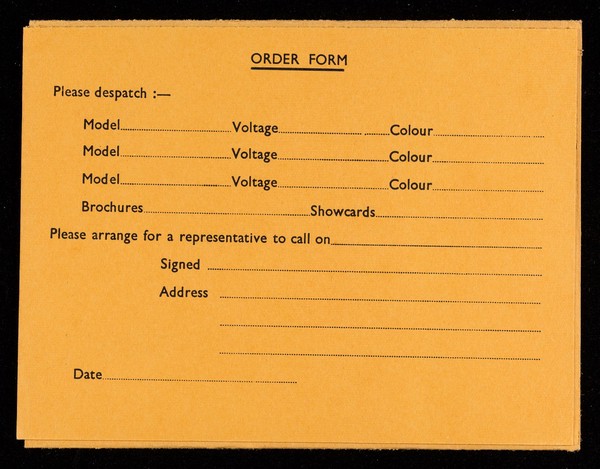 ORDER FORM
Please despatch :—
Model Voltage Colour
Model Voltage Colour
Model Voltage Colour
Brochures Showcards
Please arrange for a representative to call on
Signed
Address
Date